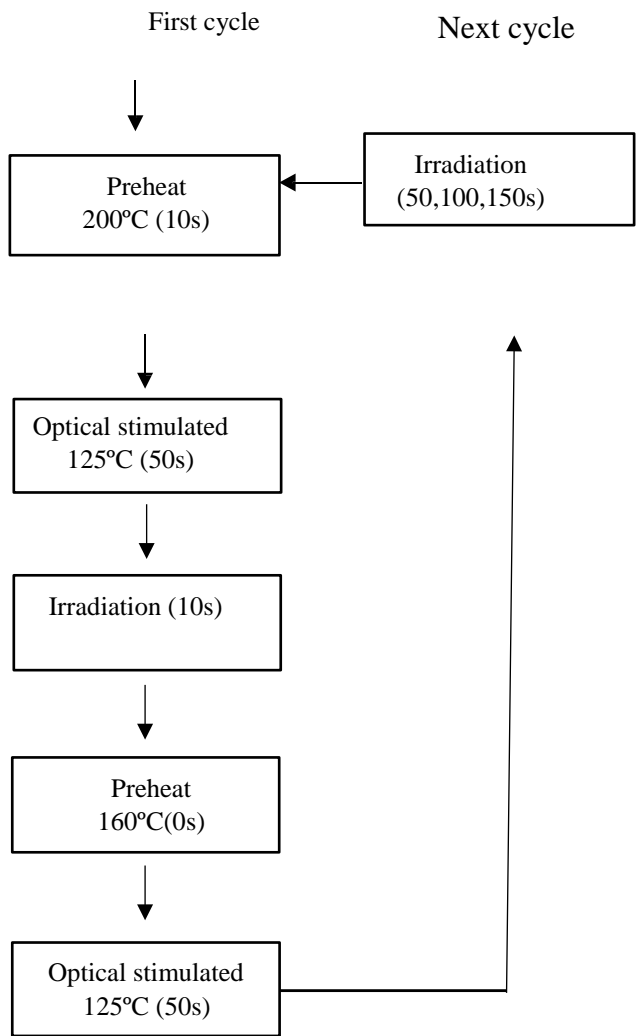 First cycle
Next cycle
Preheat
200ºC (10s)
Irradiation
(50,100,150s)
Optical stimulated
125ºC (50s)
Irradiation (10s)
Preheat
160ºC(0s)
Optical stimulated
125ºC (50s)